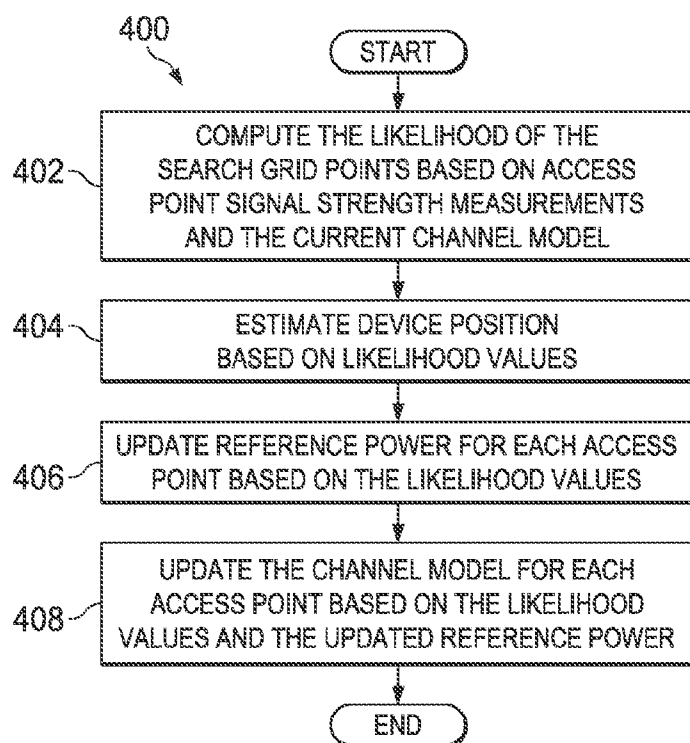 400
START
402
COMPUTE THE LIKELIHOOD OF THE
SEARCH GRID POINTS BASED ON ACCESS
POINT SIGNAL STRENGTH MEASUREMENTS
AND THE CURRENT CHANNEL MODEL
404
ESTIMATE DEVICE POSITION
BASED ON LIKELIHOOD VALUES
406
UPDATE REFERENCE POWER FOR EACH ACCESS
POINT BASED ON THE LIKELIHOOD VALUES
408
UPDATE THE CHANNEL MODEL FOR EACH
ACCESS POINT BASED ON THE LIKELIHOOD
VALUES AND THE UPDATED REFERENCE POWER
END